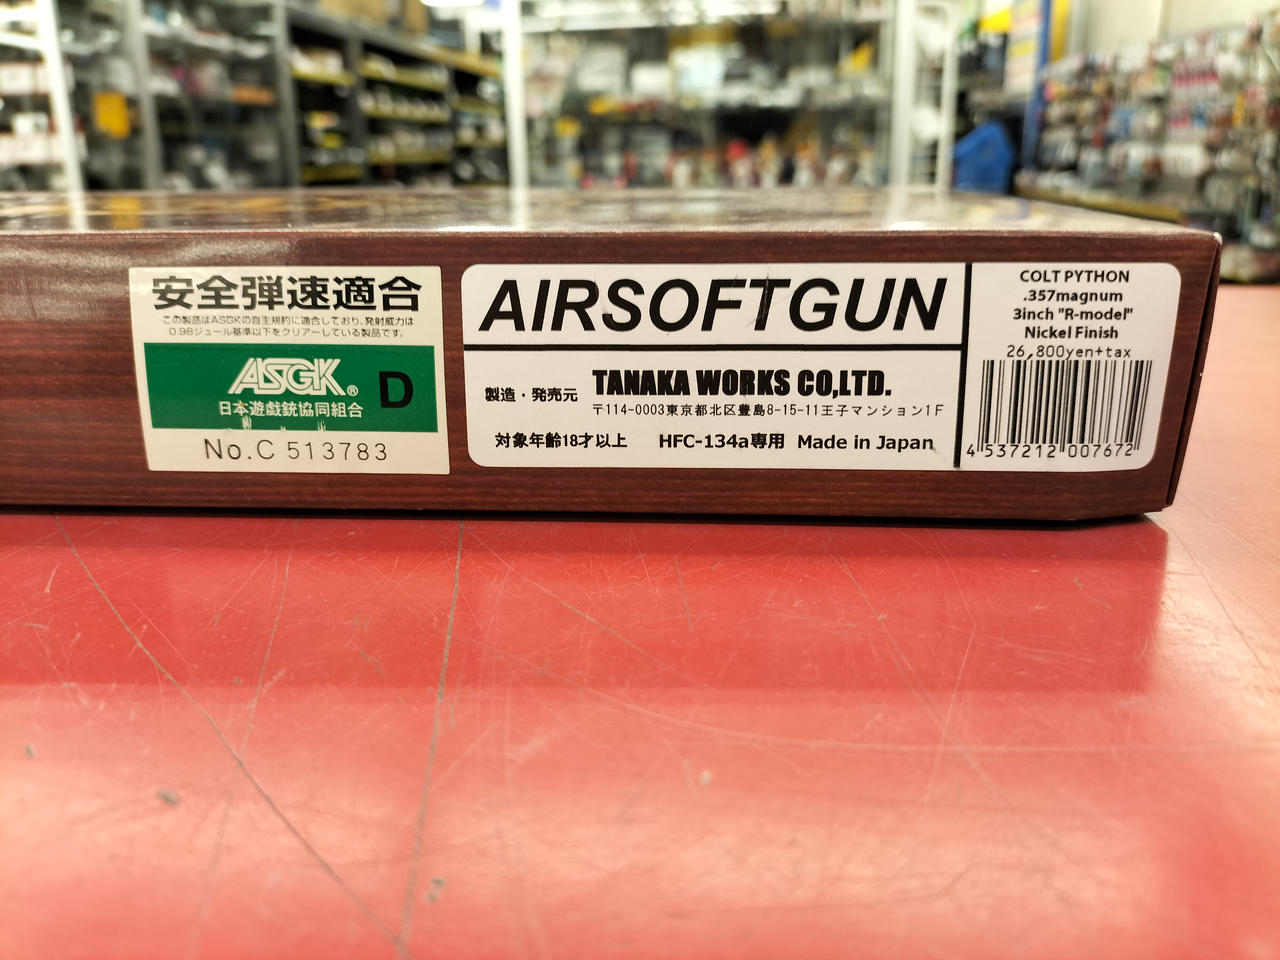 安全弾速適合
この製品はASGKの自主規約に適合しており、発射威力は
0.98ジュール基準以下をクリアーしている製品です。
ASGK® D
日本遊戯銃協同組合
No.C 513783
AIRSOFTGUN
製造・発売元 TANAKA WORKS CO,LTD.
〒114-0003東京都北区豊島8-15-11王子マンション1F
対象年齢18才以上 HFC-134a専用 Made in Japan
COLT PYTHON
.357magnum
3inch "R-model"
Nickel Finish
26,800yen+tax
4 537212 007672